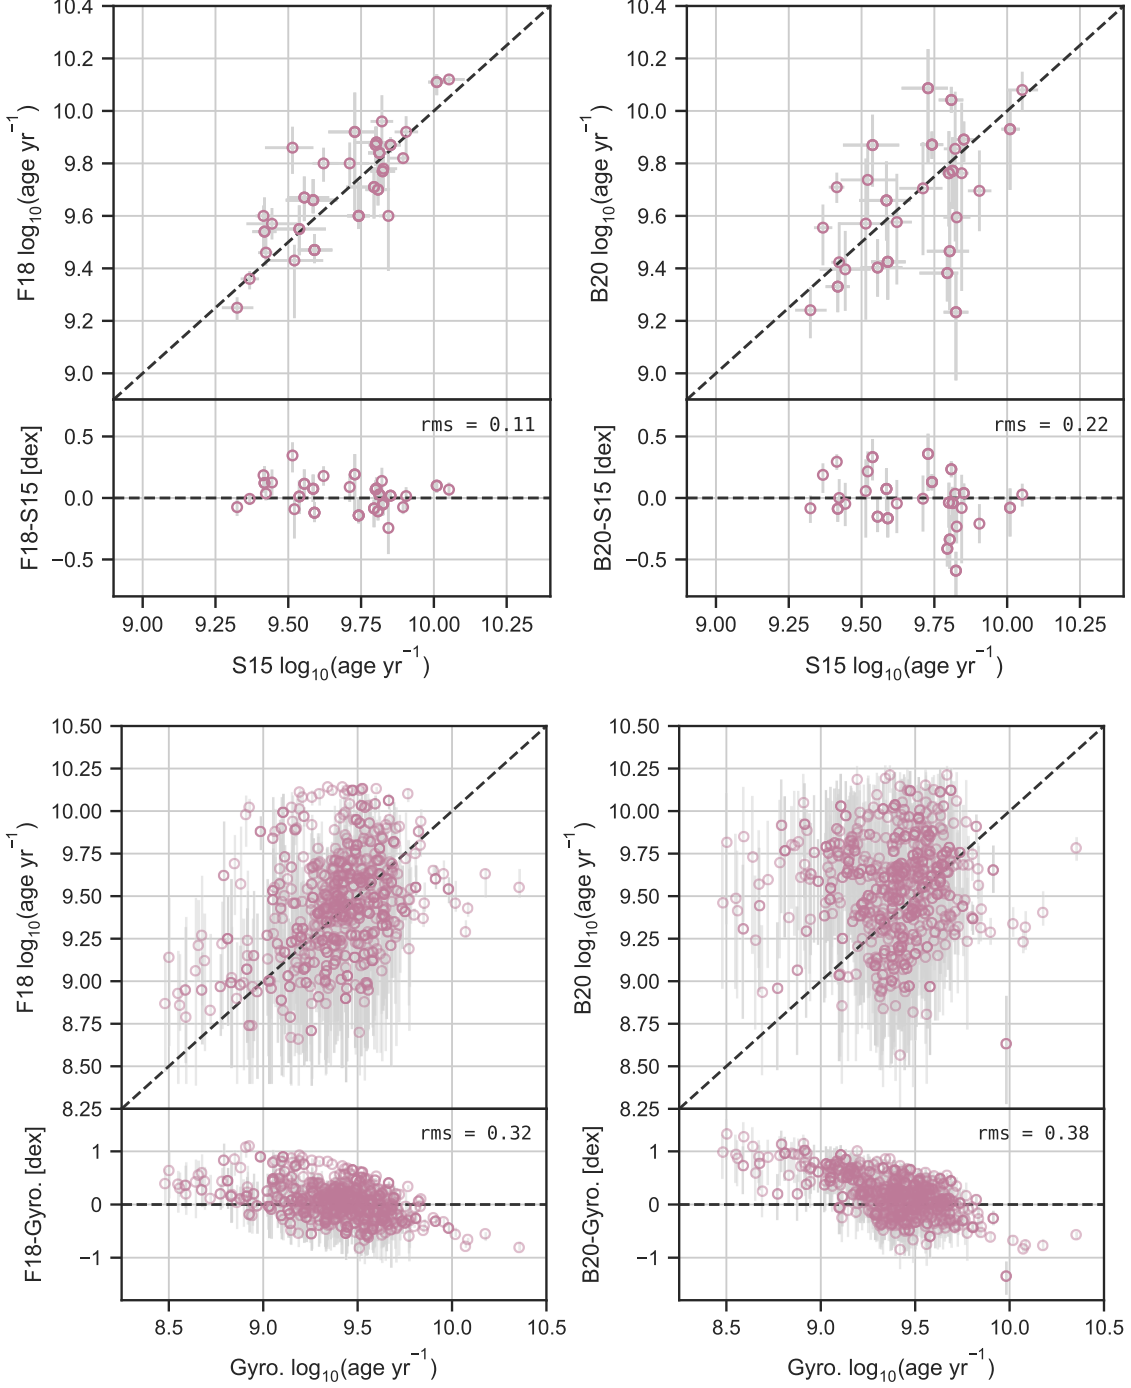 10.4
10.2
10.0
9.8
9.6
9.4
9.2
9.0
F18 log10(age yr−1)
0.5
0.0
−0.5
F18-S15 [dex]
rms = 0.11
9.00 9.25 9.50 9.75 10.00 10.25
S15 log10(age yr−1)
10.4
10.2
10.0
9.8
9.6
9.4
9.2
9.0
B20 log10(age yr−1)
0.5
0.0
−0.5
B20-S15 [dex]
rms = 0.22
9.00 9.25 9.50 9.75 10.00 10.25
S15 log10(age yr−1)
10.50
10.25
10.00
9.75
9.50
9.25
9.00
8.75
8.50
8.25
F18 log10(age yr−1)
1
0
−1
F18-Gyro. [dex]
rms = 0.32
8.5 9.0 9.5 10.0 10.5
Gyro. log10(age yr−1)
10.50
10.25
10.00
9.75
9.50
9.25
9.00
8.75
8.50
8.25
B20 log10(age yr−1)
1
0
−1
B20-Gyro. [dex]
rms = 0.38
8.5 9.0 9.5 10.0 10.5
Gyro. log10(age yr−1)